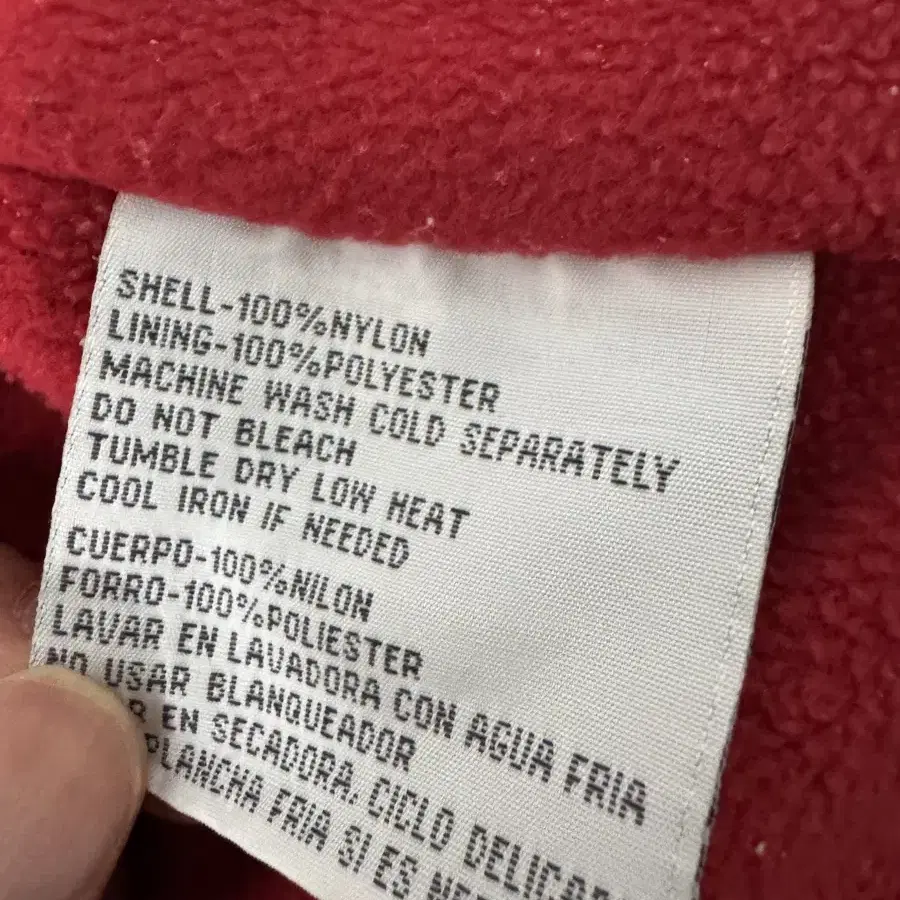 SHELL-100%NYLON
LINING-100%POLYESTER
MACHINE WASH COLD SEPARATELY
DO NOT BLEACH
TUMBLE DRY LOW HEAT
COOL IRON IF NEEDED
CUERPO-100%NILON
FORRO-100%POLIESTER
LAVAR EN LAVADORA CON AGUA FRIA
NO USAR BLANQUEADOR
EN SECADORA, CICLO
PLANCHA FRIA SI ES